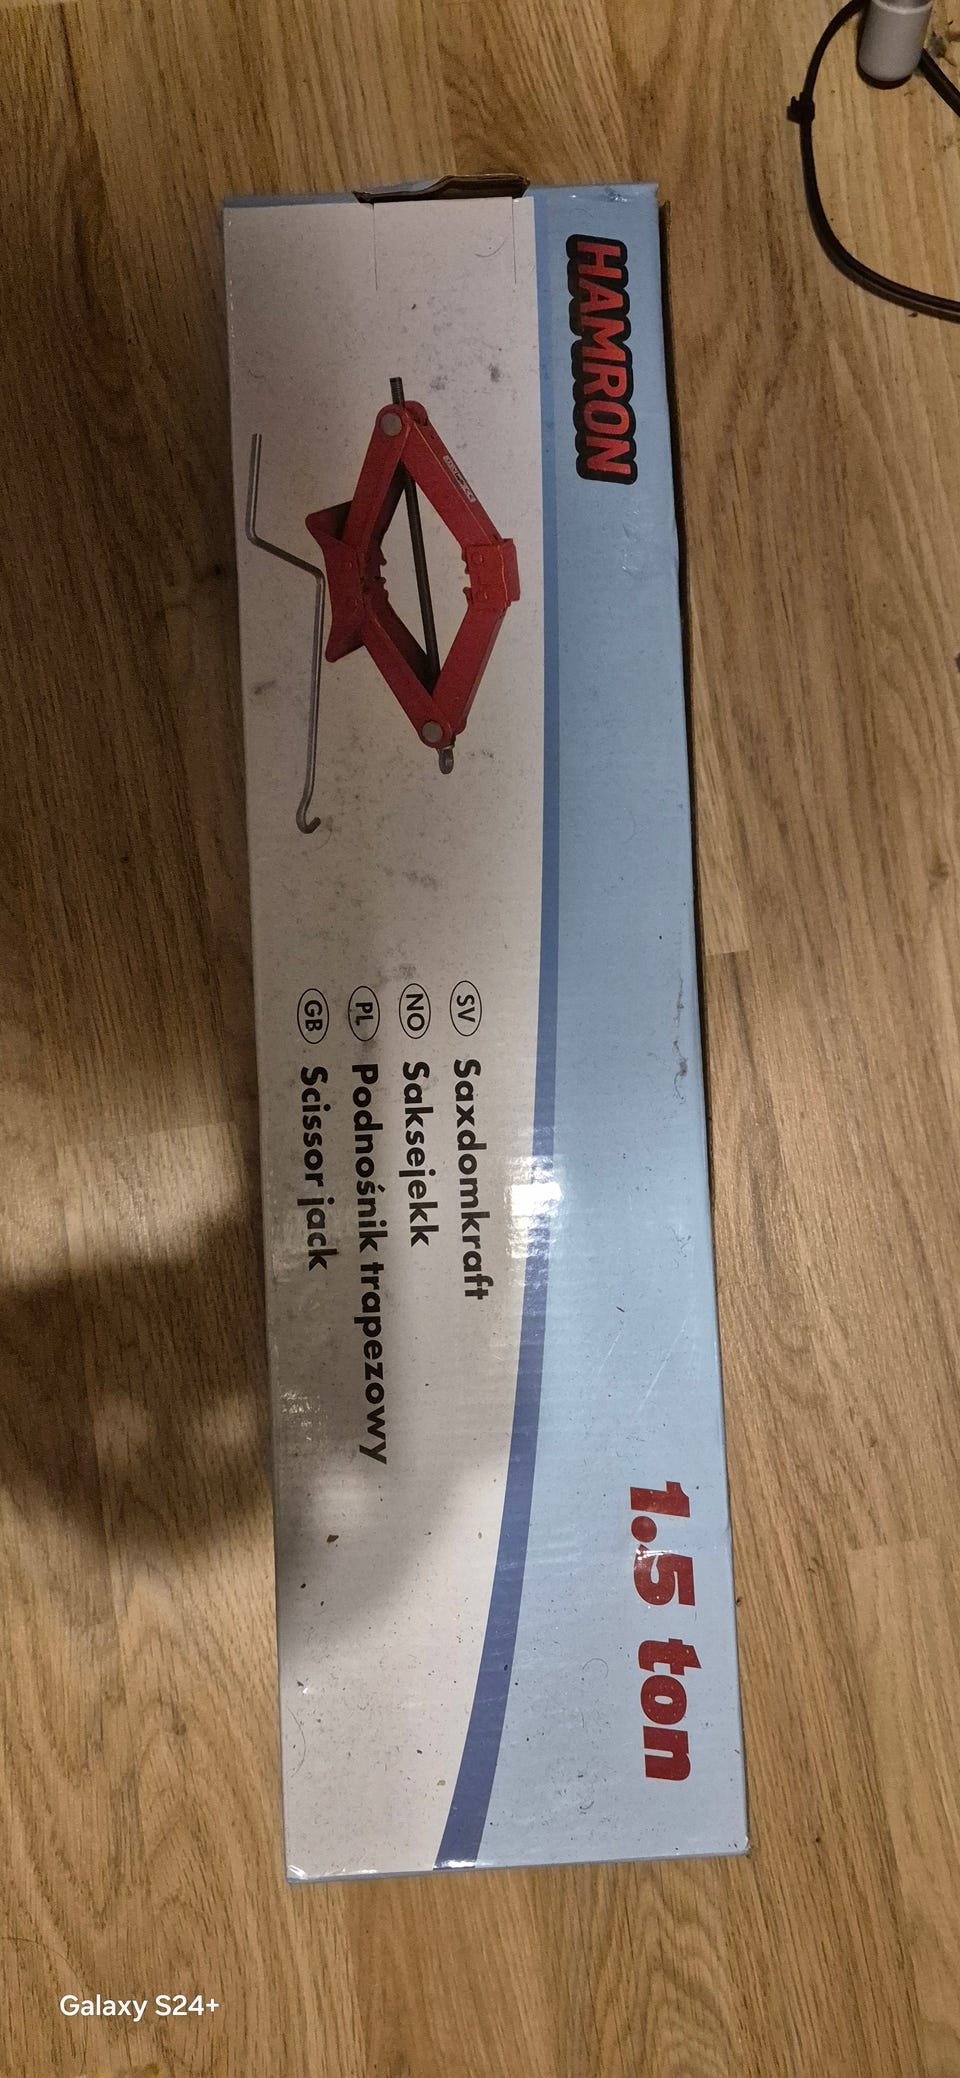 HAMRON
1.5 ton
SV Saxdomkraft
NO Saksejekk
PL Podnośnik trapezowy
GB Scissor jack
Galaxy S24+